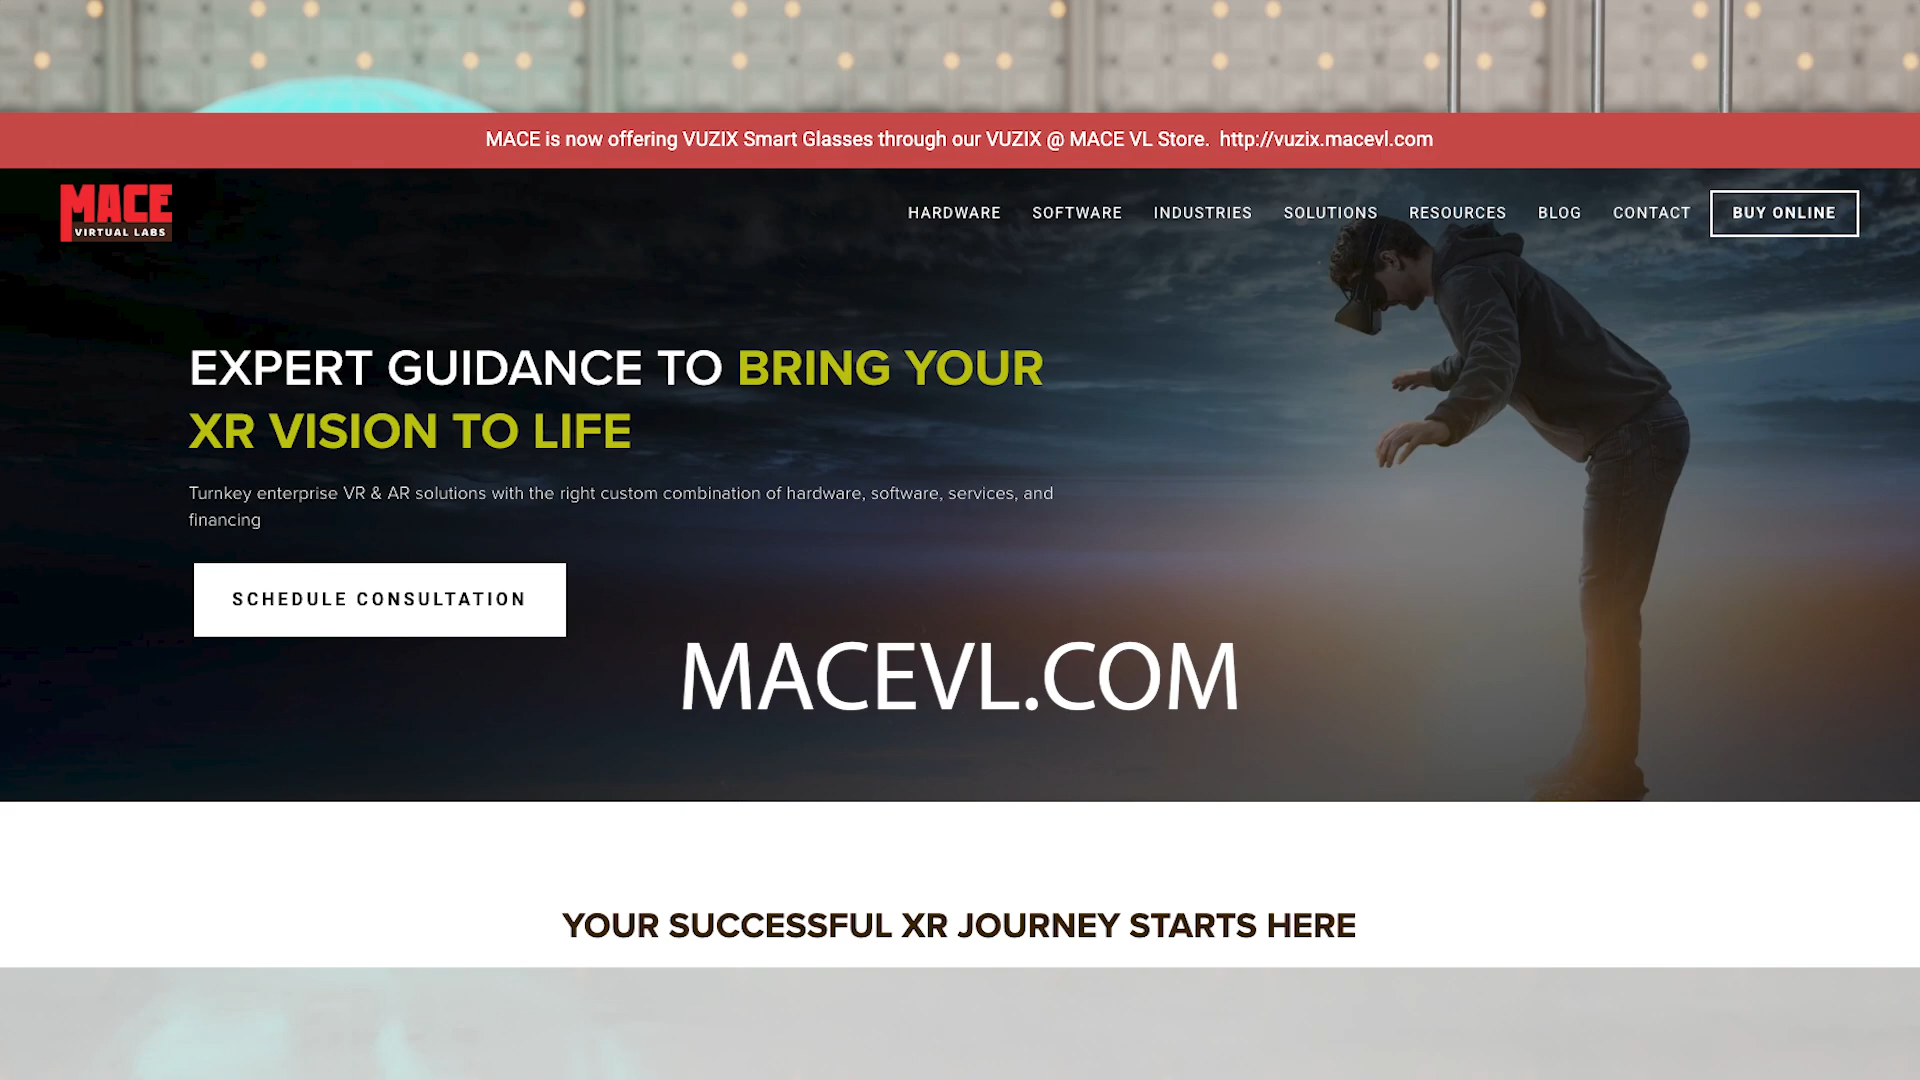 MACE is now offering VUZIX Smart Glasses through our VUZIX @ MACE VL Store. http://vuzix.macevl.com
MACE
VIRTUAL LABS
HARDWARE SOFTWARE INDUSTRIES SOLUTIONS RESOURCES BLOG CONTACT BUY ONLINE
EXPERT GUIDANCE TO BRING YOUR
XR VISION TO LIFE
Turnkey enterprise VR & AR solutions with the right custom combination of hardware, software, services, and
financing
SCHEDULE CONSULTATION
MACEVL.COM
YOUR SUCCESSFUL XR JOURNEY STARTS HERE